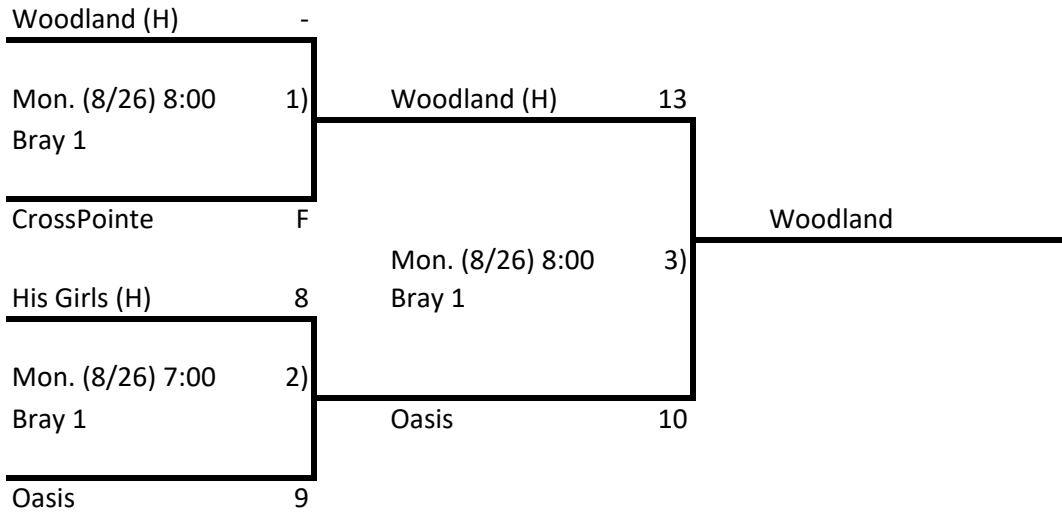 Woodland (H) -
Mon. (8/26) 8:00 1)
Bray 1
CrossPointe F
His Girls (H) 8
Mon. (8/26) 7:00 2)
Bray 1
Oasis 9
Woodland (H) 13
Mon. (8/26) 8:00 3)
Bray 1
Oasis 10
Woodland